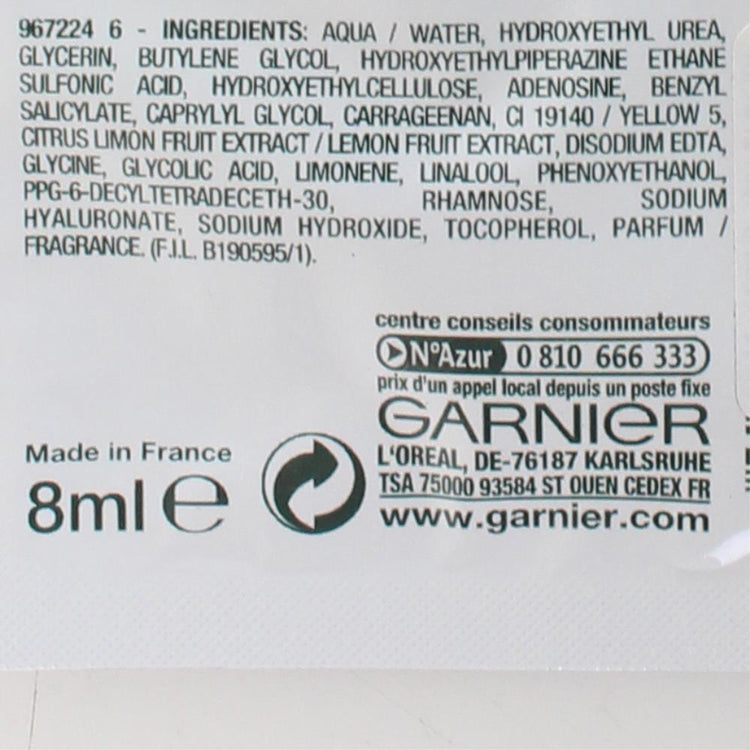 967224 6 - INGREDIENTS: AQUA / WATER, HYDROXYETHYL UREA,
GLYCERIN, BUTYLENE GLYCOL, HYDROXYETHYLPIPERAZINE ETHANE
SULFONIC ACID, HYDROXYETHYLCELLULOSE, ADENOSINE, BENZYL
SALICYLATE, CAPRYLYL GLYCOL, CARRAGEENAN, CI 19140 / YELLOW 5,
CITRUS LIMON FRUIT EXTRACT / LEMON FRUIT EXTRACT, DISODIUM EDTA,
GLYCINE, GLYCOLIC ACID, LIMONENE, LINALOOL, PHENOXYETHANOL,
PPG-6-DECYLTETRADECETH-30, RHAMNOSE, SODIUM
HYALURONATE, SODIUM HYDROXIDE, TOCOPHEROL, PARFUM /
FRAGRANCE. (F.I.L. B190595/1).
centre conseils consommateurs
N°Azur 0 810 666 333
prix d'un appel local depuis un poste fixe
GARNIER
L'OREAL, DE-76187 KARLSRUHE
TSA 75000 93584 ST OUEN CEDEX FR
www.garnier.com
Made in France
8ml e